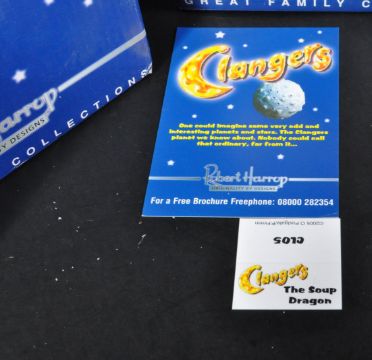 GREAT FAMILY C
Harrop
BY DESIGNS
COLLECTIONS
Clangers
One could imagine some very odd and
interesting planets and stars. The Clangers
planet we know about. Nobody could call
that ordinary, far from it...
Robert Harrop
ORIGINALITY BY DESIGNS
For a Free Brochure Freephone: 08000 282354
CL05
Clangers
The Soup
Dragon